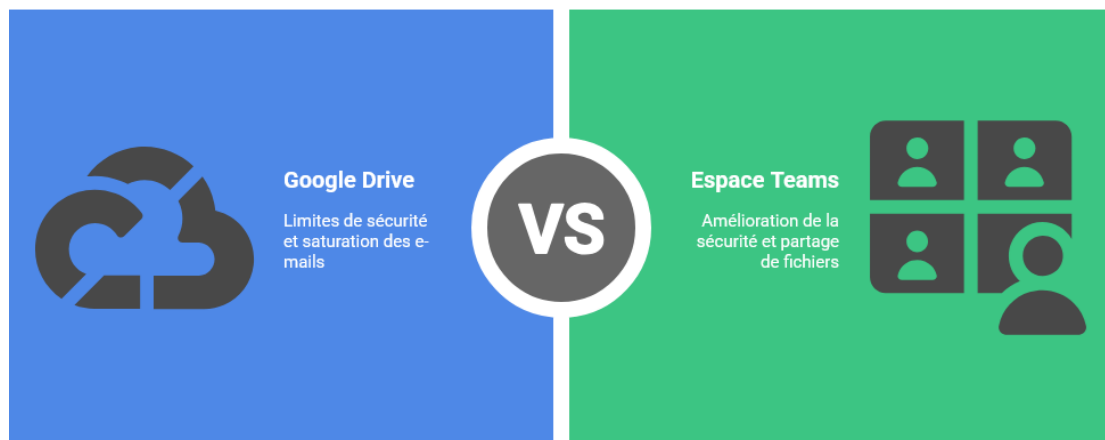 Google Drive
Limites de sécurité
et saturation des e-
mails
VS
Espace Teams
Amélioration de la
sécurité et partage
de fichiers